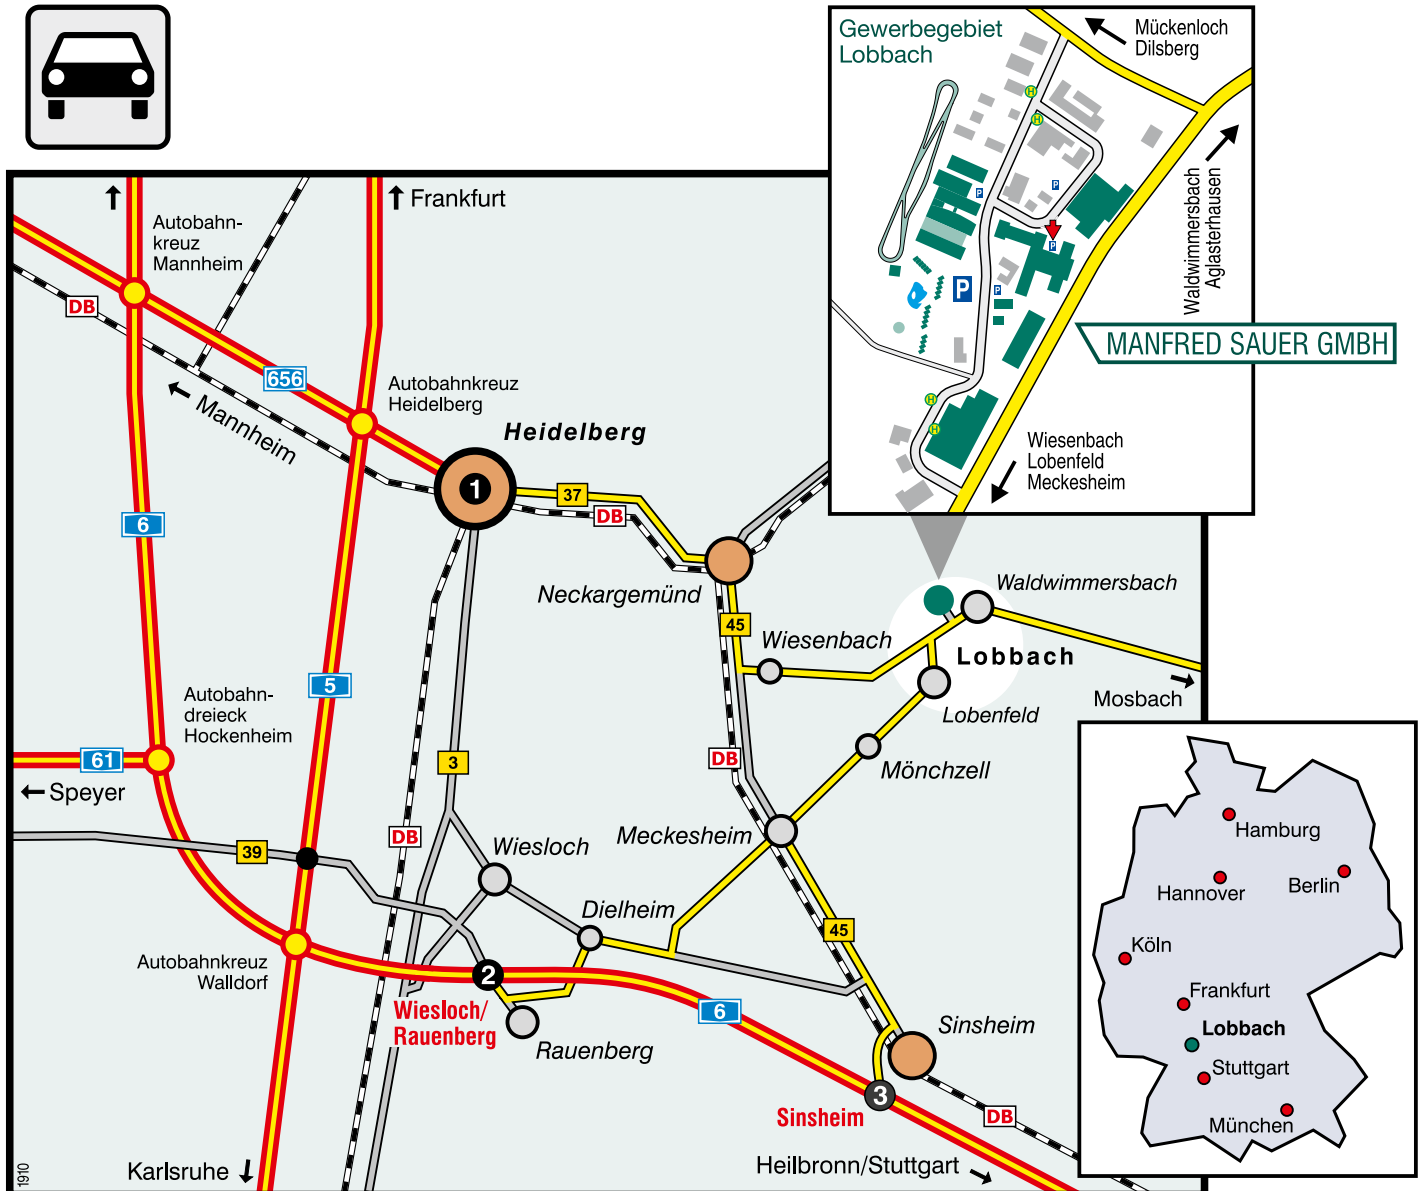 Gewerbegebiet
Lobbach
Mückenloch
Dilsberg
H
H
P
P
P
P
P
H
H
Waldwimmersbach
Aglasterhausen
MANFRED SAUER GMBH
Wiesenbach
Lobenfeld
Meckesheim
Frankfurt
Autobahn-
kreuz
Mannheim
DB
656
Autobahnkreuz
Heidelberg
Mannheim
Heidelberg
1
37
DB
6
Neckargemünd
45
Wiesenbach
Waldwimmersbach
Lobbach
Mosbach
Lobenfeld
5
Autobahn-
dreieck
Hockenheim
61
Speyer
3
DB
Mönchzell
Meckesheim
DB
39
Wiesloch
Dielheim
45
Autobahnkreuz
Walldorf
2
Wiesloch/
Rauenberg
Rauenberg
6
Sinsheim
3
Sinsheim
DB
Karlsruhe
Heilbronn/Stuttgart
1910
Hamburg
Hannover
Berlin
Köln
Frankfurt
Lobbach
Stuttgart
München